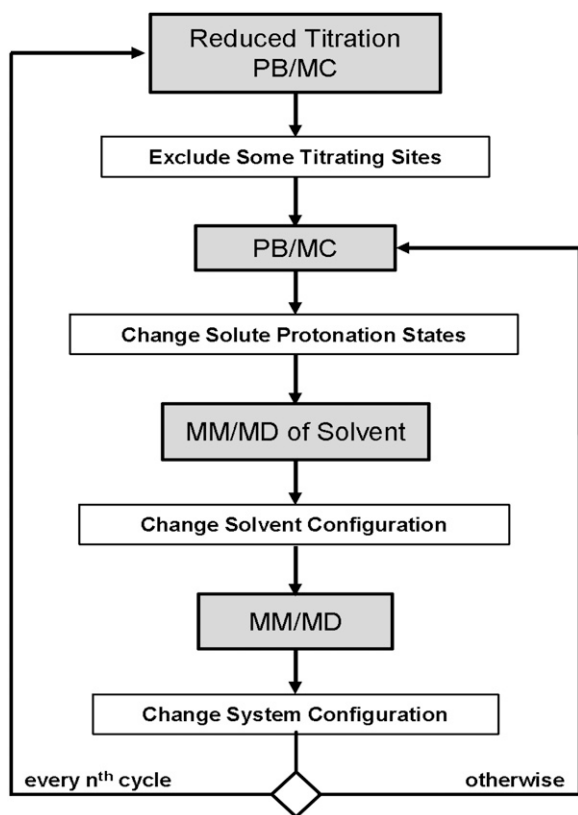 Reduced Titration
PB/MC
Exclude Some Titrating Sites
PB/MC
Change Solute Protonation States
MM/MD of Solvent
Change Solvent Configuration
MM/MD
Change System Configuration
every nth cycle
otherwise